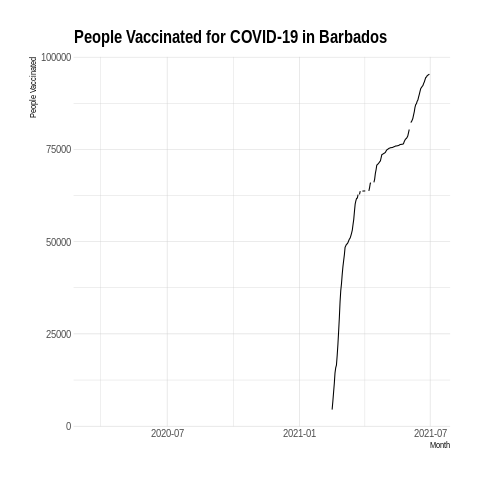 People Vaccinated for COVID-19 in Barbados
People Vaccinated
100000
75000
50000
25000
0
2020-07 2021-01 2021-07
Month